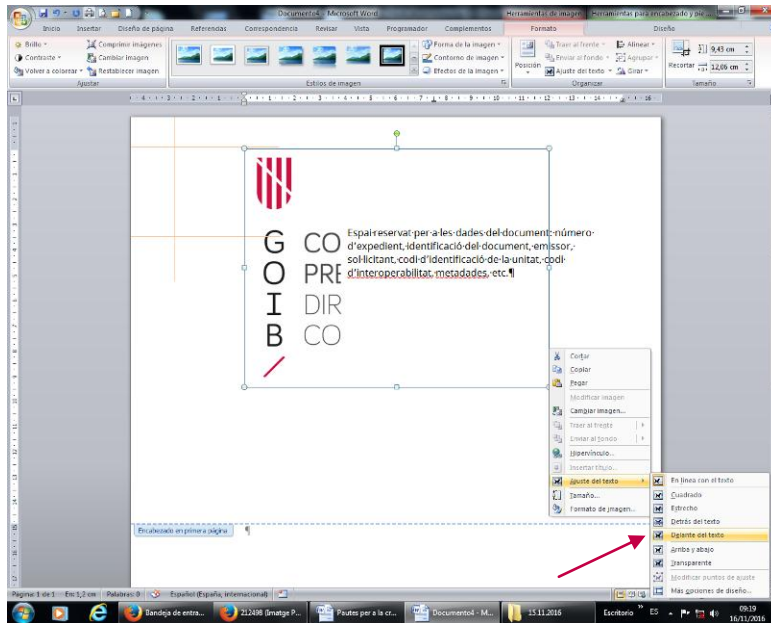 Documento4 - Microsoft Word
Herramientas de imagen
Herramientas para encabezado y pie ...
Inicio Insertar Diseño de página Referencias Correspondencia Revisar Vista Programador Complementos Formato Diseño
Brillo
Contraste
Volver a colorear
Comprimir imágenes
Cambiar imagen
Restablecer imagen
Ajustar
Estilos de imagen
Forma de la imagen
Contorno de imagen
Efectos de la imagen
Posición
Traer al frente
Enviar al fondo
Ajuste del texto
Alinear
Agrupar
Girar
Organizar
Recortar
9,43 cm
12,06 cm
Tamaño
G
O
I
B
CO
PRE
DIR
CO
Espai reservat per a les dades del document: número
d'expedient, identificació del document, emissor,
sol·licitant, codi d'identificació de la unitat, codi
d'interoperabilitat, metadades, etc.¶
Cortar
Copiar
Pegar
Modificar imagen
Cambiar imagen...
Traer al frente
Enviar al fondo
Hipervínculo...
Insertar título...
Ajuste del texto
Tamaño...
Formato de imagen...
En línea con el texto
Cuadrado
Estrecho
Detrás del texto
Delante del texto
Arriba y abajo
Transparente
Modificar puntos de ajuste
Más opciones de diseño...
Encabezado en primera página ¶
Página: 1 de 1 En: 1,2 cm Palabras: 0 Español (España, internacional)
Bandeja de entra... 212498 (Imatge P... Pautes per a la cr... Documento4 - M... 15.11.2016 Escritorio ES 09:19
16/11/2016